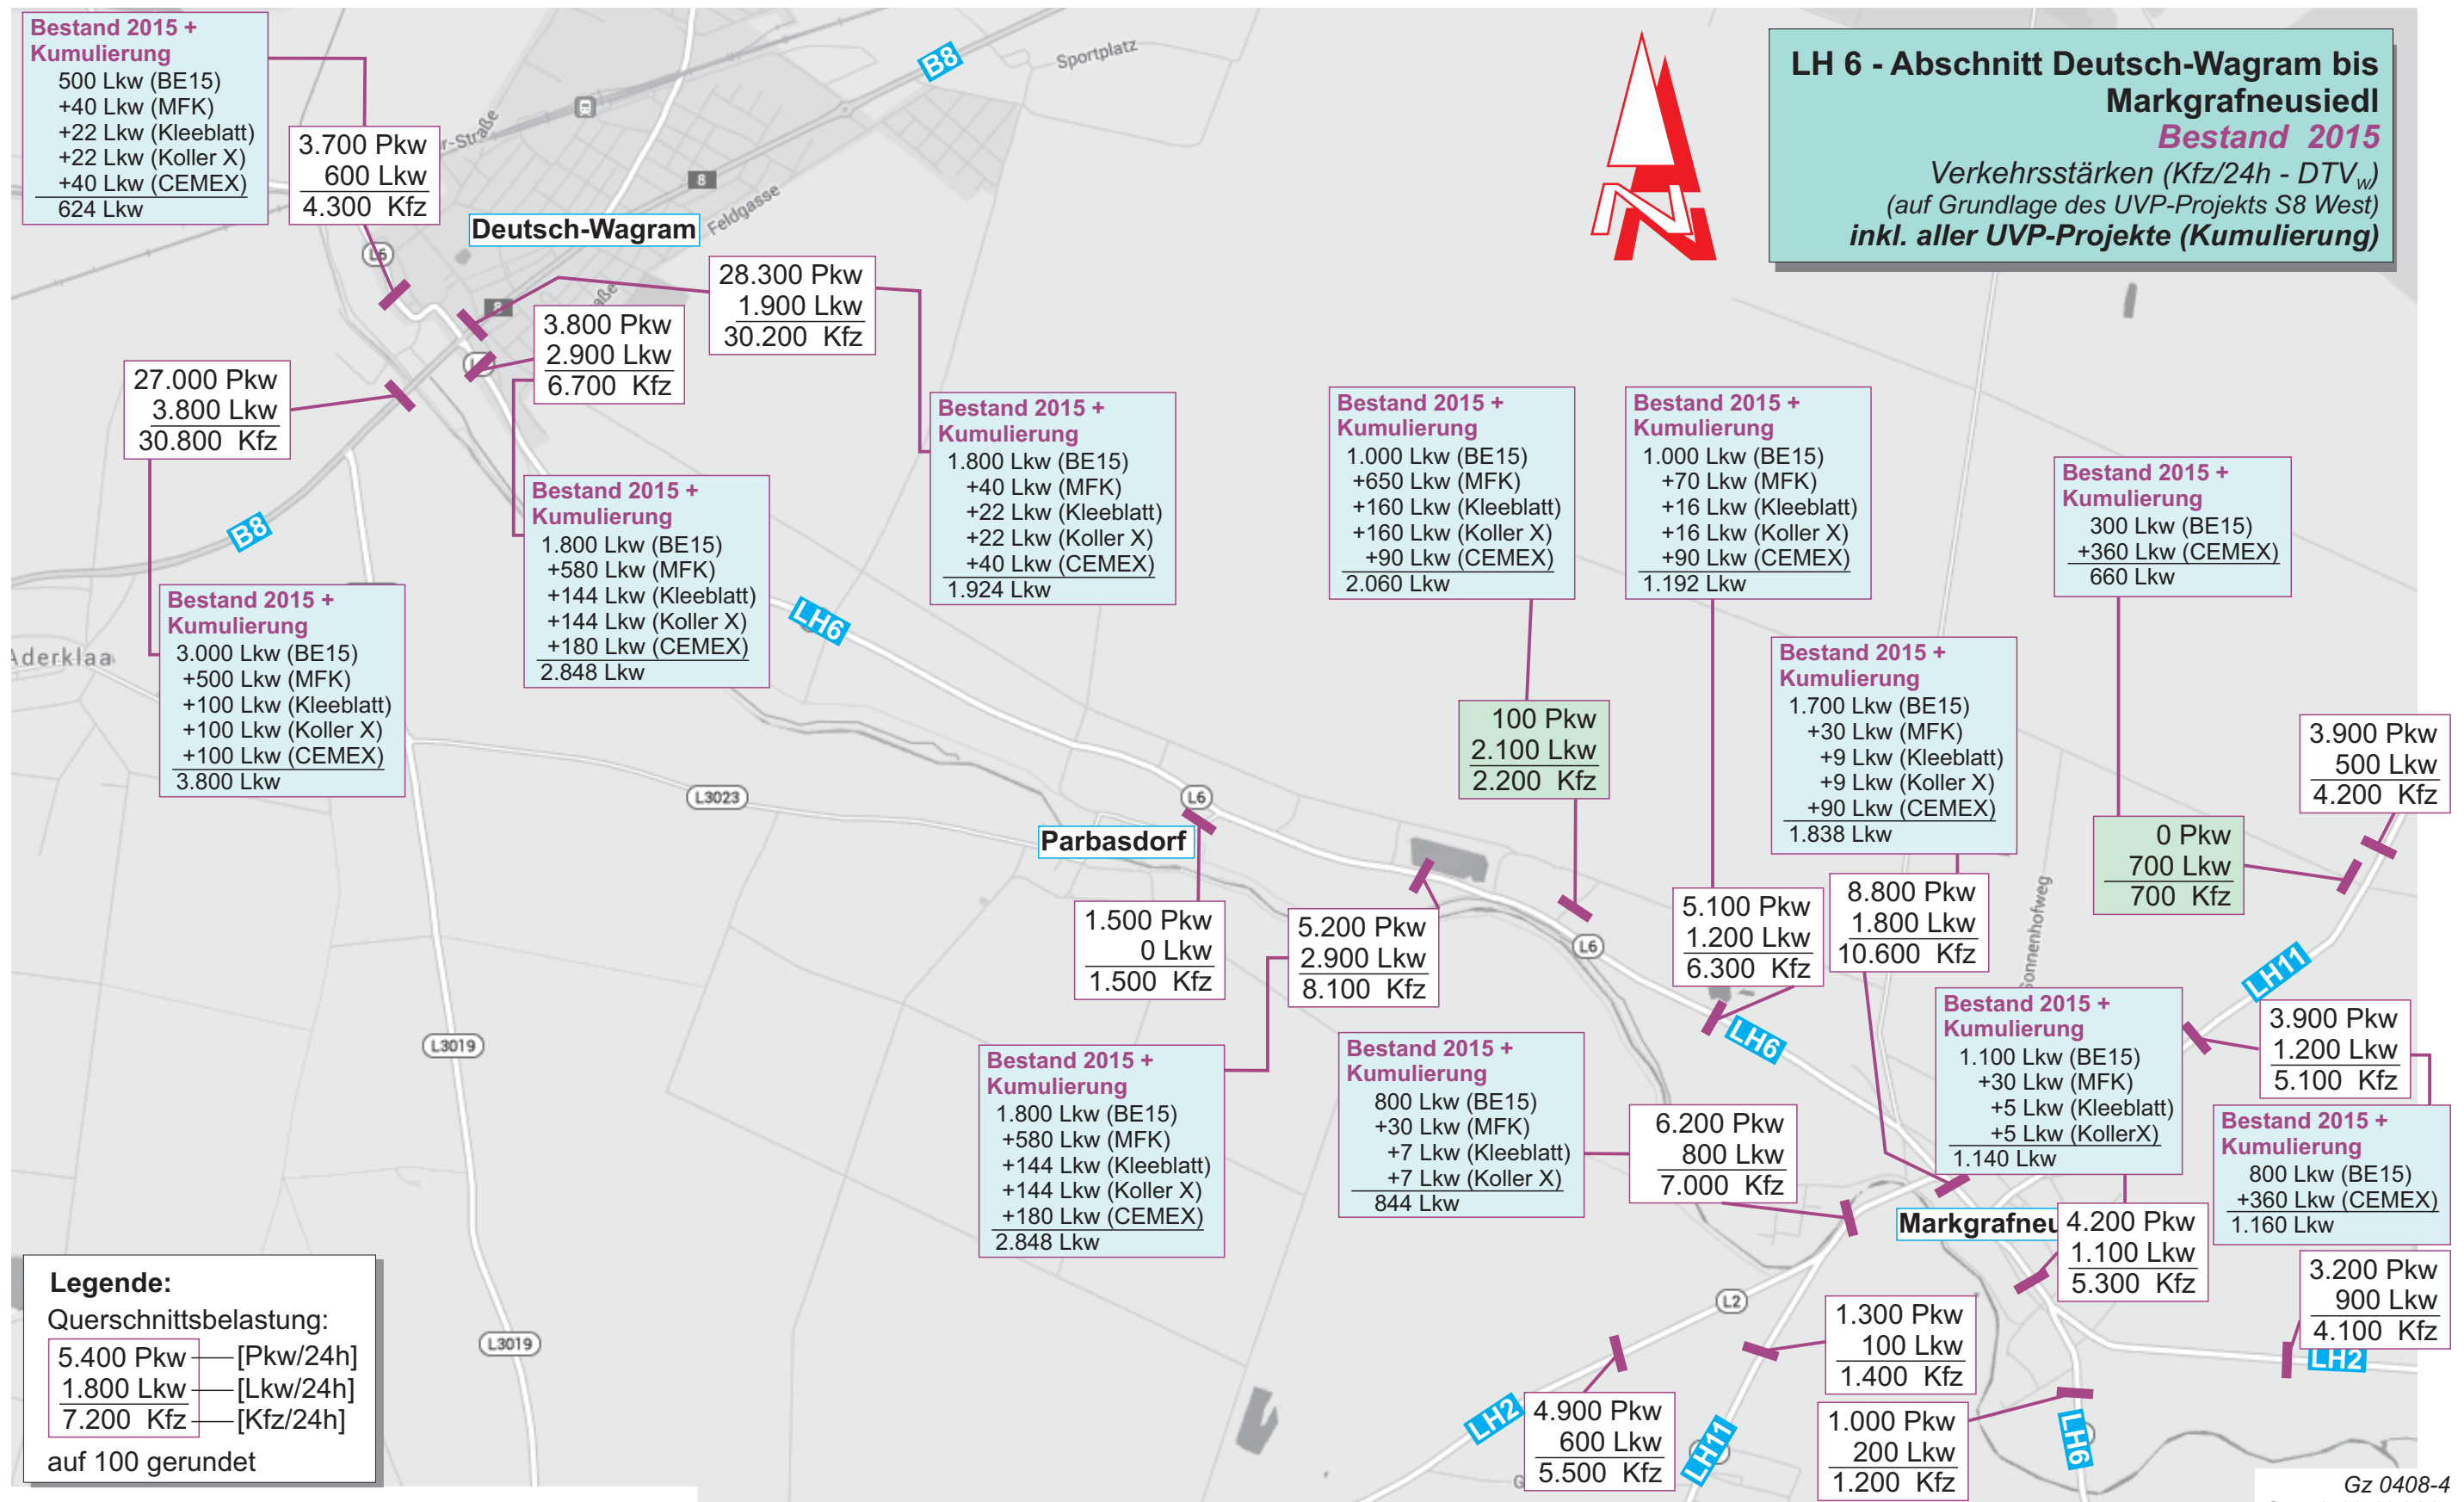 Bestand 2015 +
Kumulierung
500 Lkw (BE15)
+40 Lkw (MFK)
+22 Lkw (Kleeblatt)
+22 Lkw (Koller X)
+40 Lkw (CEMEX)
624 Lkw
3.700 Pkw
600 Lkw
4.300 Kfz
r-Straße
B8
Sportplatz
LH 6 - Abschnitt Deutsch-Wagram bis
Markgrafneusiedl
Bestand 2015
Verkehrsstärken (Kfz/24h - DTVw)
(auf Grundlage des UVP-Projekts S8 West)
inkl. aller UVP-Projekte (Kumulierung)
N
8
Feldgasse
Deutsch-Wagram
L6
28.300 Pkw
1.900 Lkw
30.200 Kfz
8
aße
3.800 Pkw
2.900 Lkw
6.700 Kfz
27.000 Pkw
3.800 Lkw
30.800 Kfz
B8
Bestand 2015 +
Kumulierung
1.800 Lkw (BE15)
+40 Lkw (MFK)
+22 Lkw (Kleeblatt)
+22 Lkw (Koller X)
+40 Lkw (CEMEX)
1.924 Lkw
Bestand 2015 +
Kumulierung
1.000 Lkw (BE15)
+650 Lkw (MFK)
+160 Lkw (Kleeblatt)
+160 Lkw (Koller X)
+90 Lkw (CEMEX)
2.060 Lkw
Bestand 2015 +
Kumulierung
1.000 Lkw (BE15)
+70 Lkw (MFK)
+16 Lkw (Kleeblatt)
+16 Lkw (Koller X)
+90 Lkw (CEMEX)
1.192 Lkw
Bestand 2015 +
Kumulierung
300 Lkw (BE15)
+360 Lkw (CEMEX)
660 Lkw
Bestand 2015 +
Kumulierung
1.800 Lkw (BE15)
+580 Lkw (MFK)
+144 Lkw (Kleeblatt)
+144 Lkw (Koller X)
+180 Lkw (CEMEX)
2.848 Lkw
LH6
Aderklaa
Bestand 2015 +
Kumulierung
3.000 Lkw (BE15)
+500 Lkw (MFK)
+100 Lkw (Kleeblatt)
+100 Lkw (Koller X)
+100 Lkw (CEMEX)
3.800 Lkw
Bestand 2015 +
Kumulierung
1.700 Lkw (BE15)
+30 Lkw (MFK)
+9 Lkw (Kleeblatt)
+9 Lkw (Koller X)
+90 Lkw (CEMEX)
1.838 Lkw
100 Pkw
2.100 Lkw
2.200 Kfz
3.900 Pkw
500 Lkw
4.200 Kfz
L3023
L6
Parbasdorf
0 Pkw
700 Lkw
700 Kfz
1.500 Pkw
0 Lkw
1.500 Kfz
5.200 Pkw
2.900 Lkw
8.100 Kfz
L6
5.100 Pkw
1.200 Lkw
6.300 Kfz
8.800 Pkw
1.800 Lkw
10.600 Kfz
Sonnenhofweg
LH11
LH6
L3019
Bestand 2015 +
Kumulierung
1.100 Lkw (BE15)
+30 Lkw (MFK)
+5 Lkw (Kleeblatt)
+5 Lkw (KollerX)
1.140 Lkw
3.900 Pkw
1.200 Lkw
5.100 Kfz
Bestand 2015 +
Kumulierung
1.800 Lkw (BE15)
+580 Lkw (MFK)
+144 Lkw (Kleeblatt)
+144 Lkw (Koller X)
+180 Lkw (CEMEX)
2.848 Lkw
Bestand 2015 +
Kumulierung
800 Lkw (BE15)
+30 Lkw (MFK)
+7 Lkw (Kleeblatt)
+7 Lkw (Koller X)
844 Lkw
6.200 Pkw
800 Lkw
7.000 Kfz
Bestand 2015 +
Kumulierung
800 Lkw (BE15)
+360 Lkw (CEMEX)
1.160 Lkw
Markgrafneu
4.200 Pkw
1.100 Lkw
5.300 Kfz
3.200 Pkw
900 Lkw
4.100 Kfz
LH2
L2
1.300 Pkw
100 Lkw
1.400 Kfz
L3019
LH2
4.900 Pkw
600 Lkw
5.500 Kfz
LH11
1.000 Pkw
200 Lkw
1.200 Kfz
LH6
G
Legende:
Querschnittsbelastung:
5.400 Pkw [Pkw/24h]
1.800 Lkw [Lkw/24h]
7.200 Kfz [Kfz/24h]
auf 100 gerundet
Gz 0408-4